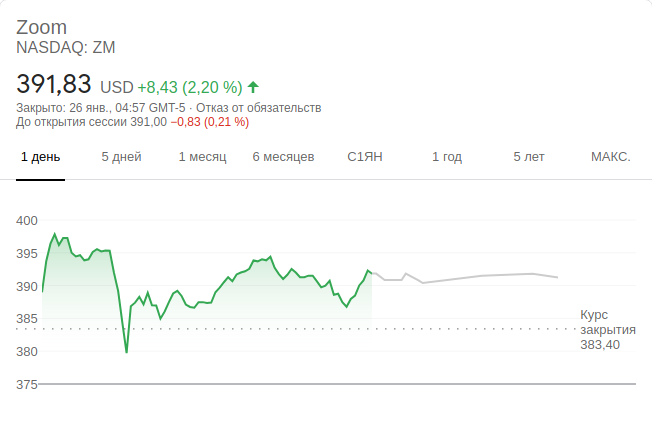 Zoom
NASDAQ: ZM
391,83 USD +8,43 (2,20 %)
Закрыто: 26 янв., 04:57 GMT-5 · Отказ от обязательств
До открытия сессии 391,00 −0,83 (0,21 %)
1 день 5 дней 1 месяц 6 месяцев С1ЯН 1 год 5 лет МАКС.
400
395
390
385
Курс
закрытия
383,40
380
375